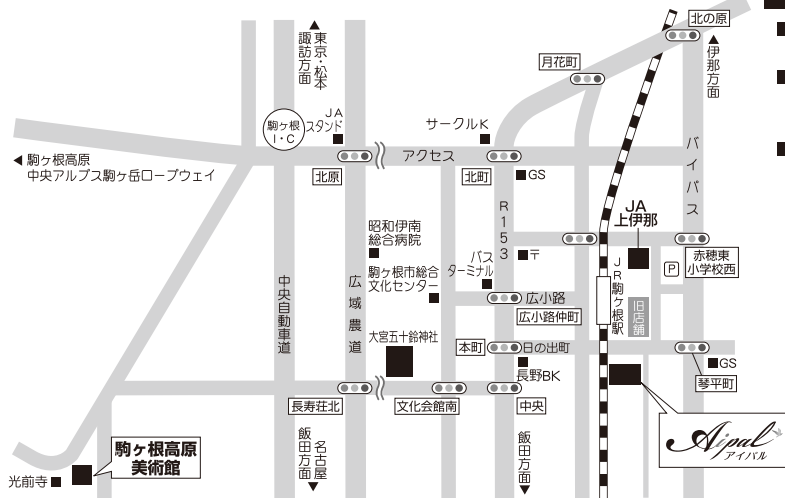 北の原
▲伊那方面
▲東京・松本
諏訪方面
月花町
駒ヶ根
I・C
JA
スタンド
サークルK
アクセス
バイパス
◀ 駒ヶ根高原
中央アルプス駒ヶ岳ロープウェイ
北原
北町
GS
R153
JA
上伊那
昭和伊南
総合病院
バス
ターミナル
〒
赤穂東
小学校西
P
駒ヶ根市総合
文化センター
JR駒ヶ根駅
中央自動車道
広域農道
広小路
広小路仲町
旧店舗
大宮五十鈴神社
本町
日の出町
長野BK
GS
琴平町
長寿荘北
文化会館南
中央
名古屋
飯田方面▼
飯田方面▼
駒ヶ根高原
美術館
光前寺
Aipal
アイパル